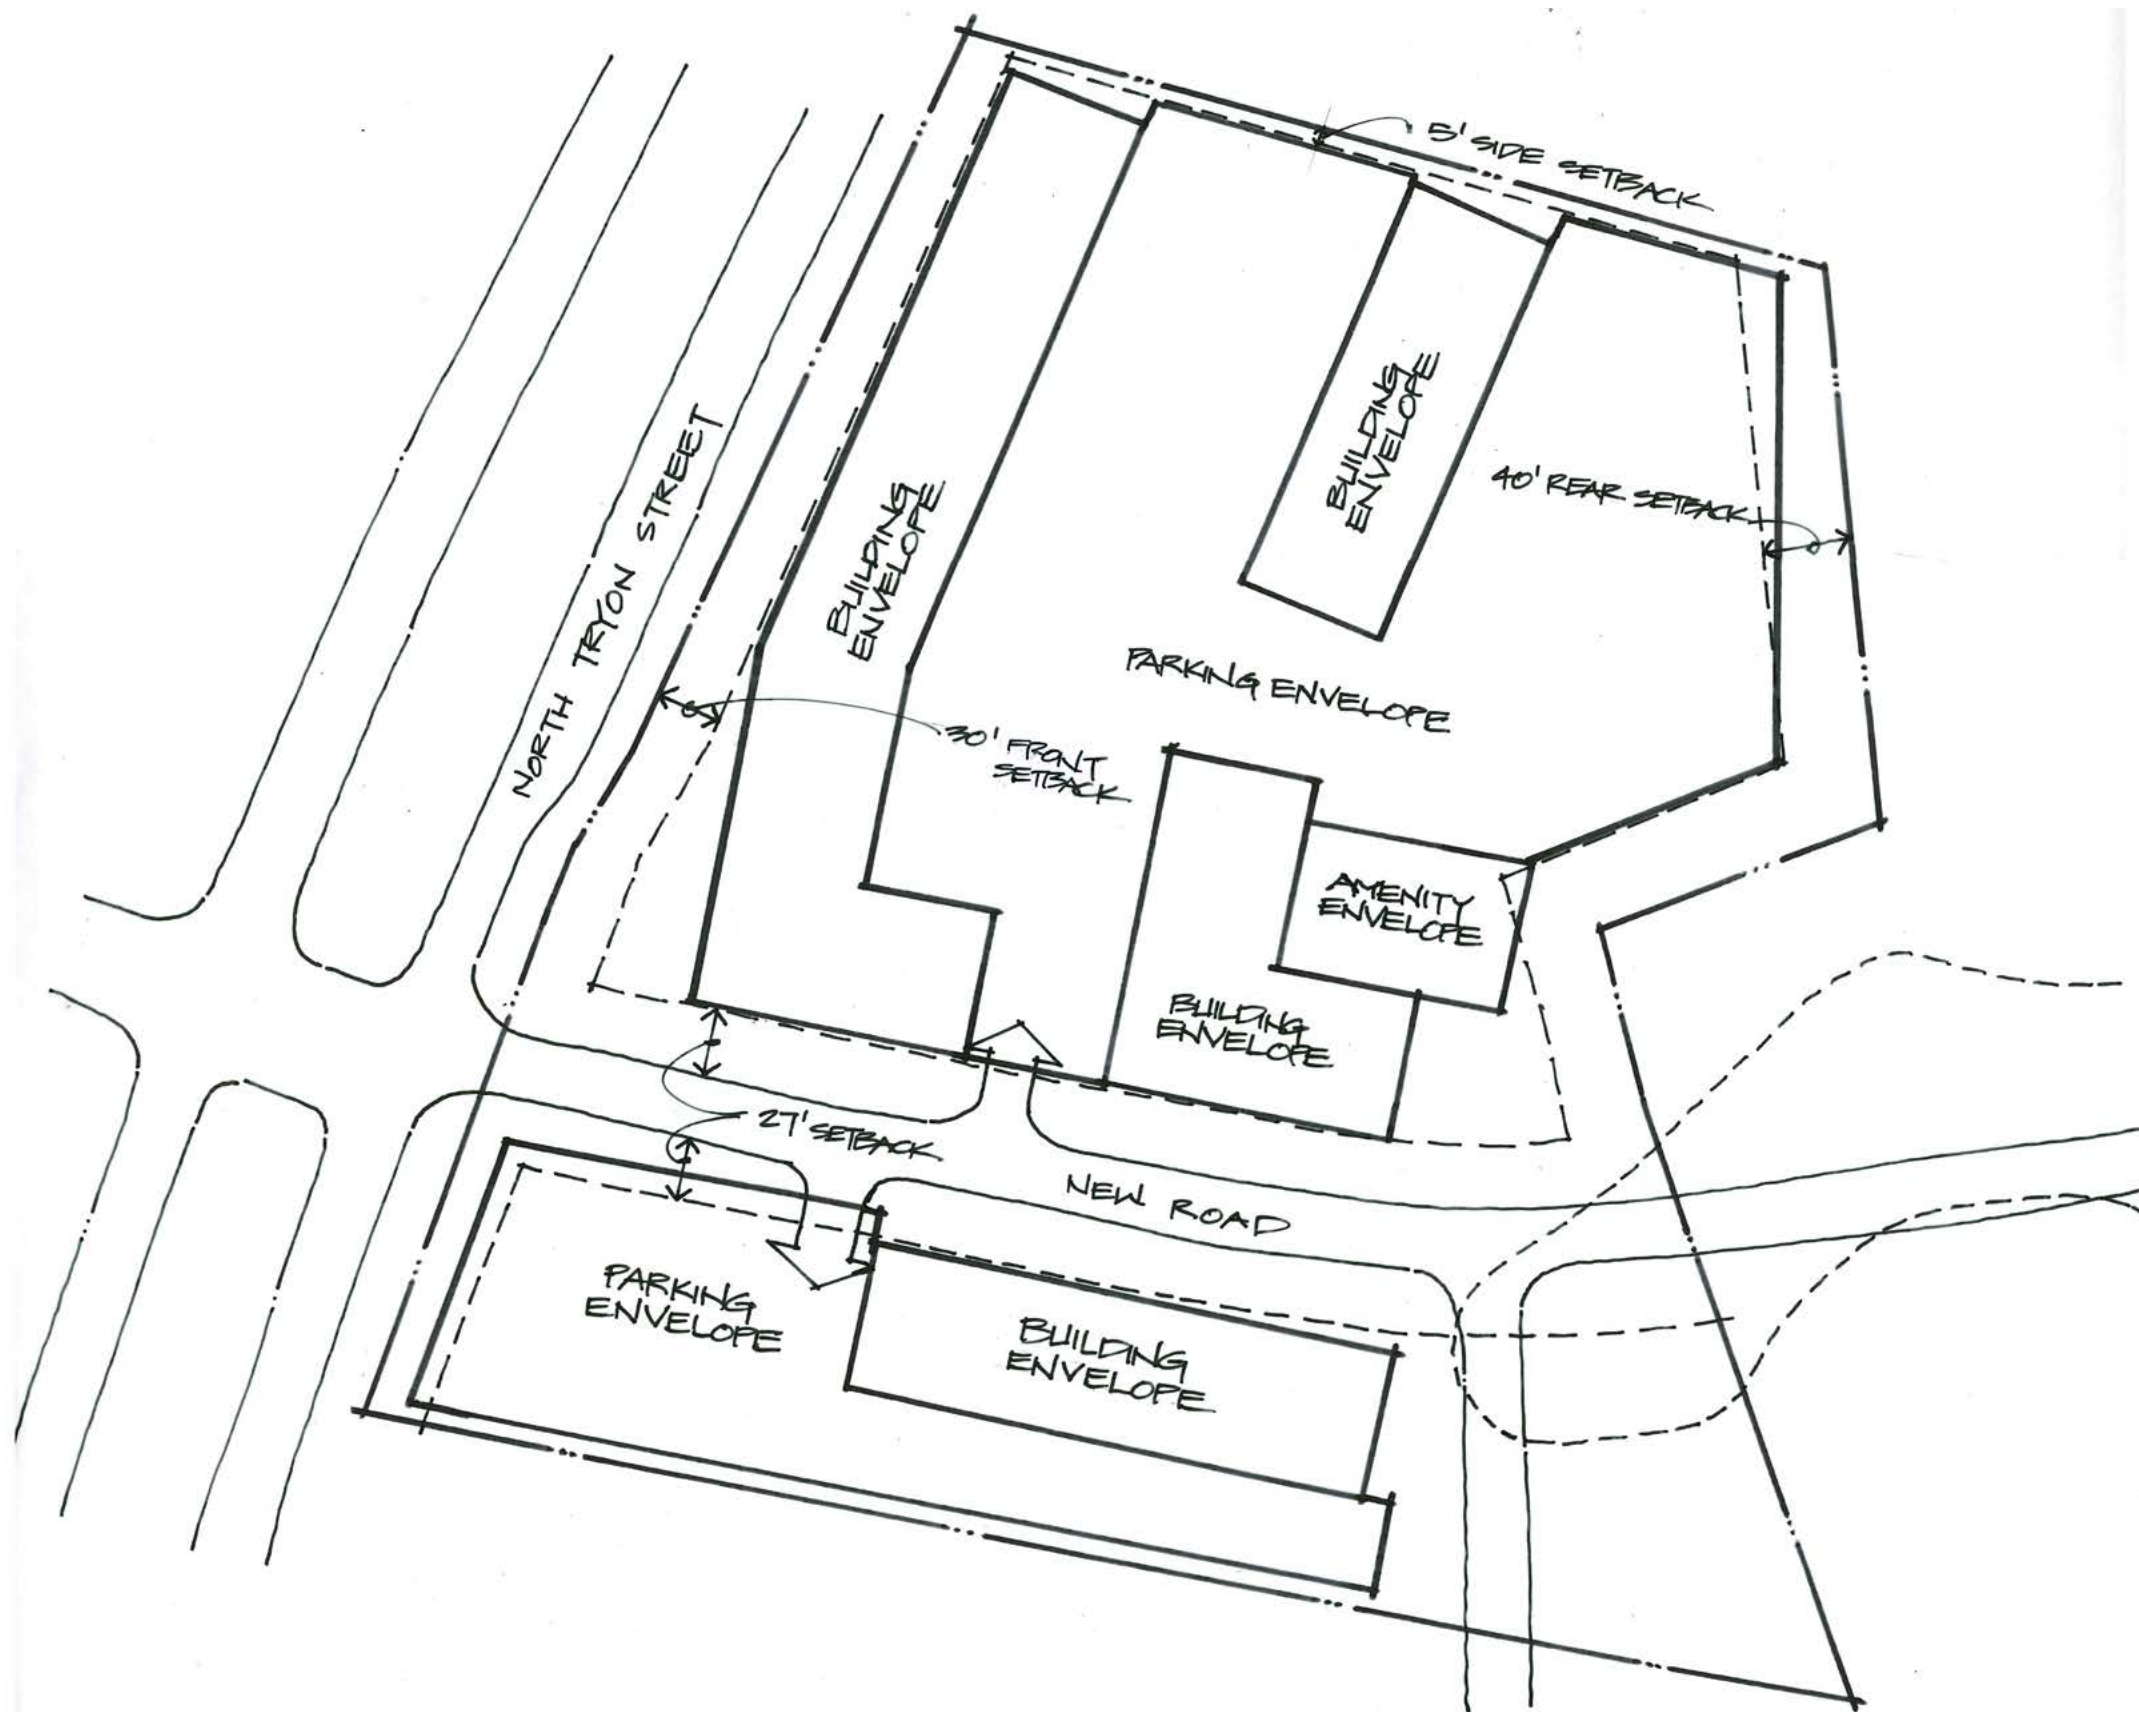 5' SIDE SETBACK
BUILDING
ENVELOPE
40' REAR SETBACK
NORTH TRYON STREET
BUILDING
ENVELOPE
PARKING ENVELOPE
30' FRONT
SETBACK
AMENITY
ENVELOPE
BUILDING
ENVELOPE
27' SETBACK
NEW ROAD
PARKING
ENVELOPE
BUILDING
ENVELOPE